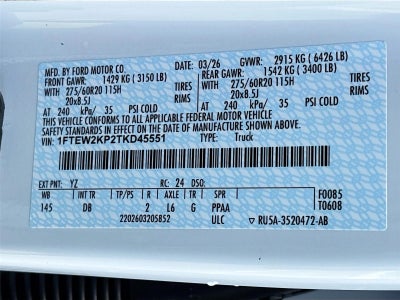 MFD. BY FORD MOTOR CO. 03/26 GVWR: 2915 KG ( 6426 LB)
FRONT GAWR: 1429 KG ( 3150 LB) REAR GAWR: 1542 KG ( 3400 LB)
WITH 275/60R20 115H TIRES WITH 275/60R20 115H TIRES
20x8.5J RIMS 20x8.5J RIMS
AT 240 kPa/ 35 PSI COLD AT 240 kPa/ 35 PSI COLD
THIS VEHICLE CONFORMS TO ALL APPLICABLE FEDERAL MOTOR VEHICLE
SAFETY STANDARDS IN EFFECT ON THE DATE OF MANUFACTURE SHOWN ABOVE.
VIN: 1FTEW2KP2TKD45551 TYPE: Truck
EXT PNT: YZ RC: 24 DSO: F0085
WB INT TR TP/PS R AXLE TR SPR T0608
145 DB 2 L6 G PPAA
2202603205852 ULC RU5A-3520472-AB